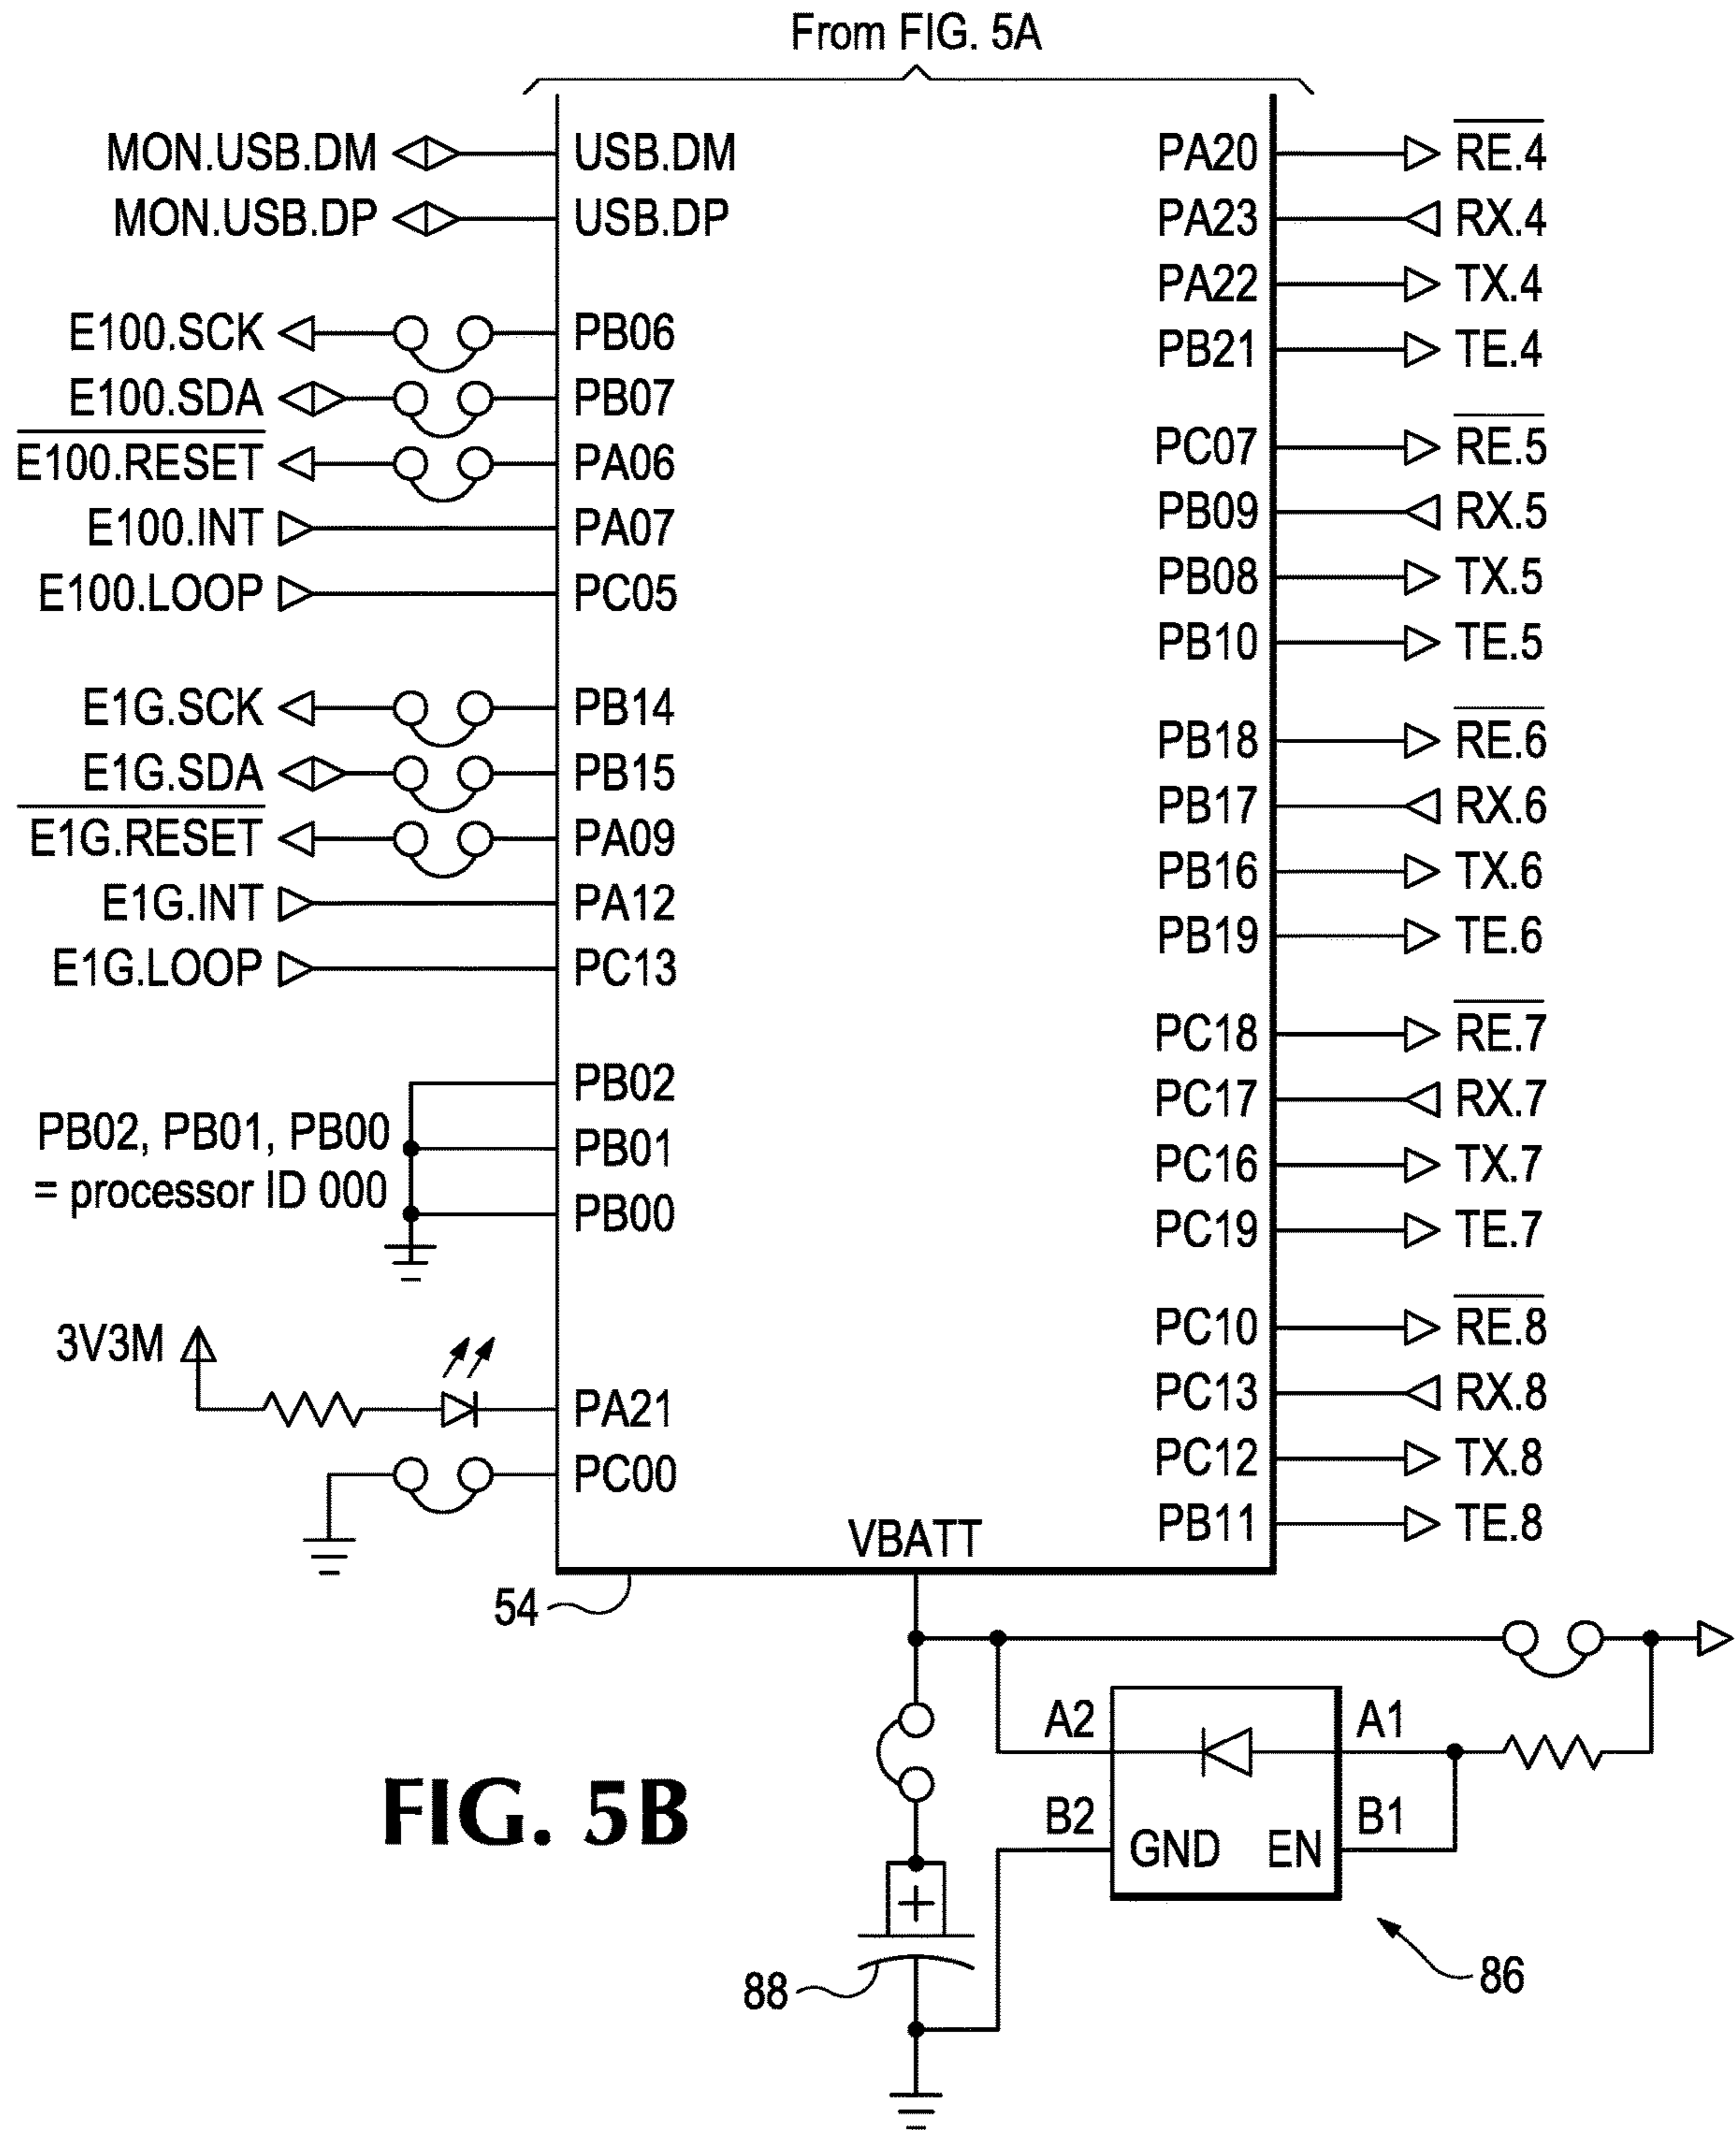 From FIG. 5A
MON.USB.DM
USB.DM
MON.USB.DP
USB.DP
E100.SCK
PB06
E100.SDA
PB07
E100.RESET
PA06
E100.INT
PA07
E100.LOOP
PC05
E1G.SCK
PB14
E1G.SDA
PB15
E1G.RESET
PA09
E1G.INT
PA12
E1G.LOOP
PC13
PB02
PB02, PB01, PB00
= processor ID 000
PB01
PB00
3V3M
PA21
PC00
VBATT
PA20
RE.4
PA23
RX.4
PA22
TX.4
PB21
TE.4
PC07
RE.5
PB09
RX.5
PB08
TX.5
PB10
TE.5
PB18
RE.6
PB17
RX.6
PB16
TX.6
PB19
TE.6
PC18
RE.7
PC17
RX.7
PC16
TX.7
PC19
TE.7
PC10
RE.8
PC13
RX.8
PC12
TX.8
PB11
TE.8
54
A2
A1
B2
B1
GND
EN
+
88
86
FIG. 5B